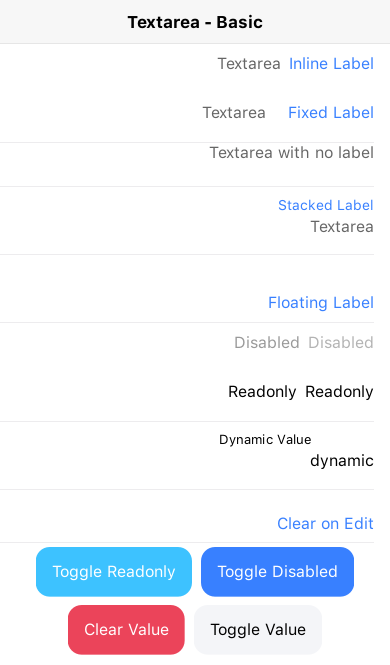 Textarea - Basic
Textarea Inline Label
Textarea Fixed Label
Textarea with no label
Stacked Label
Textarea
Floating Label
Disabled Disabled
Readonly Readonly
Dynamic Value
dynamic
Clear on Edit
Toggle Readonly Toggle Disabled
Clear Value Toggle Value